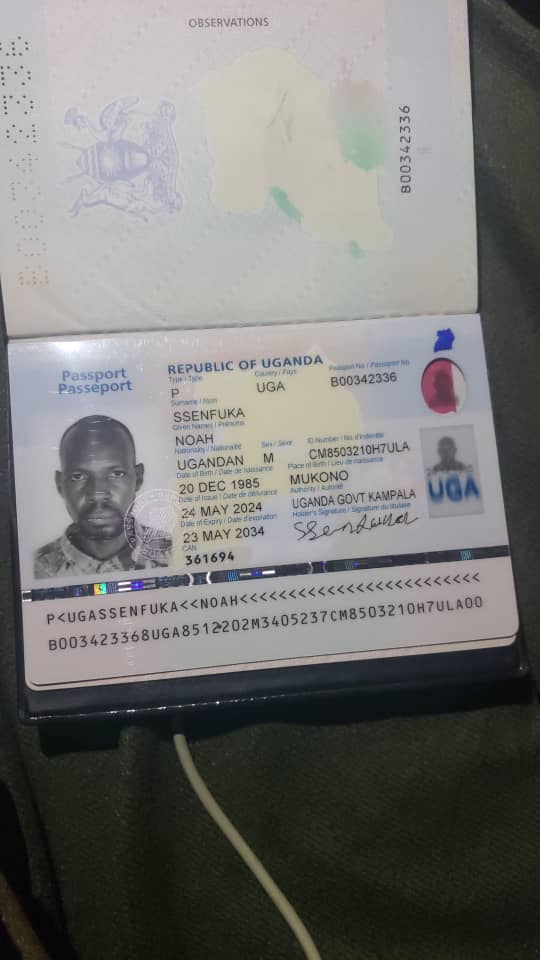 OBSERVATIONS
B00342336
B00342336
Passport
Passeport
REPUBLIC OF UGANDA
Type / Type
Country / Pays
Passport No. / Passeport No.
P
UGA
B00342336
Surname / Nom
SSENFUKA
Given Names / Prénoms
NOAH
Nationality / Nationalité
Sex / Sexe
ID Number / No. d'identité
UGANDAN
M
CM8503210H7ULA
Date of Birth / Date de naissance
Place of Birth / Lieu de naissance
20 DEC 1985
MUKONO
Date of Issue / Date de délivrance
Authority / Autorité
24 MAY 2024
UGANDA GOVT KAMPALA
Date of Expiry / Date d'expiration
Holder's Signature / Signature du titulaire
23 MAY 2034
CAN
361694
UGA
P<UGASSENFUKA<<NOAH<<<<<<<<<<<<<<<<<<<<<<<<<
B003423368UGA8512202M3405237CM8503210H7ULA00